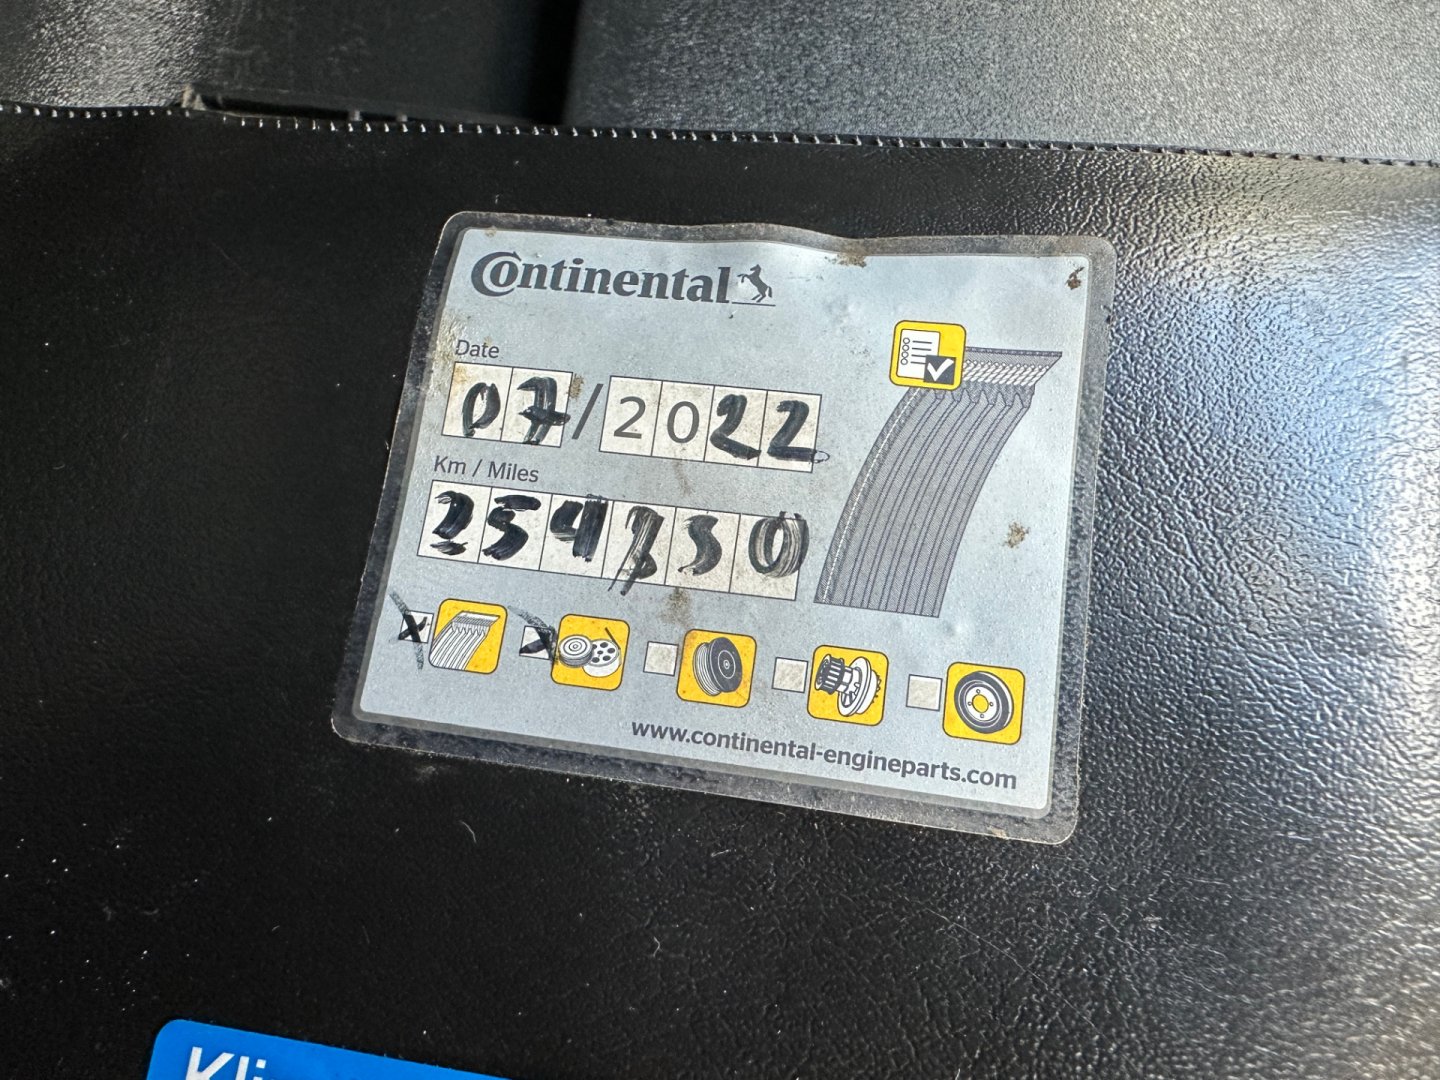 Continental
Date
07/2022
Km / Miles
254350
www.continental-engineparts.com